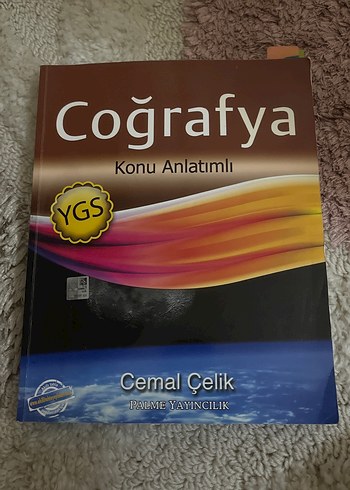 Coğrafya
Konu Anlatımlı
YGS
Cemal Çelik
PALME YAYINCILIK